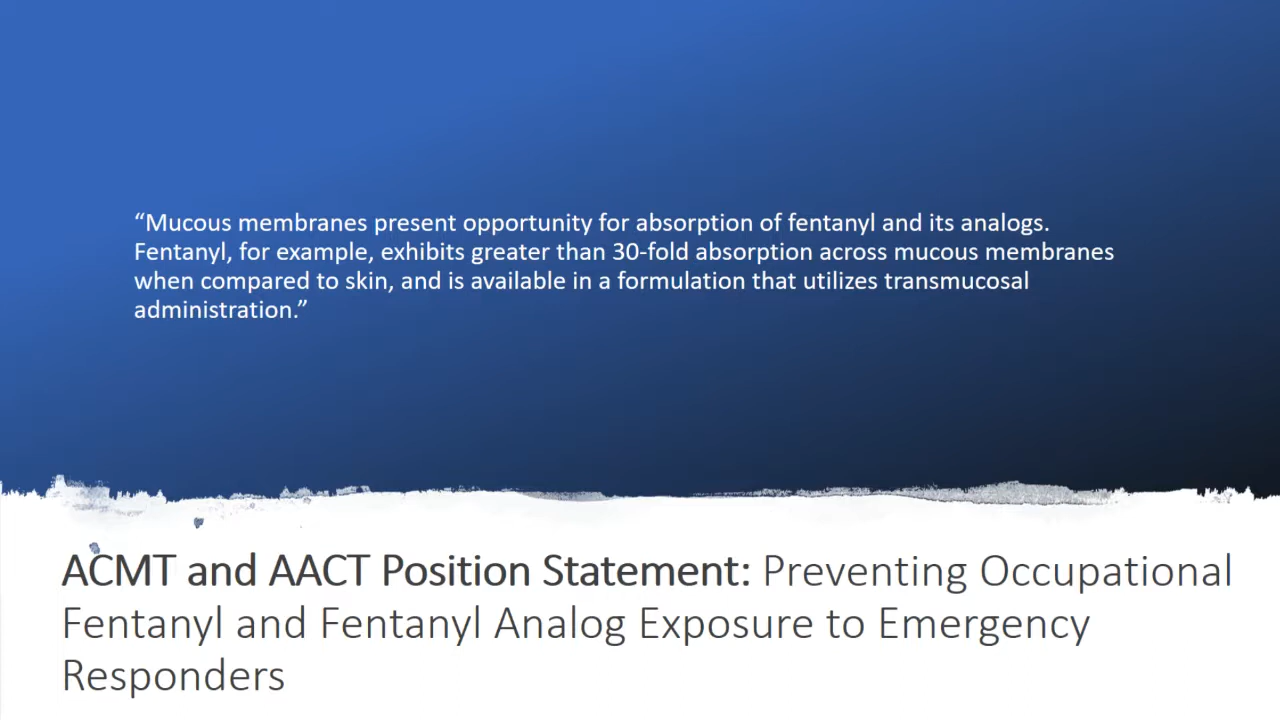 “Mucous membranes present opportunity for absorption of fentanyl and its analogs.
Fentanyl, for example, exhibits greater than 30-fold absorption across mucous membranes
when compared to skin, and is available in a formulation that utilizes transmucosal
administration.”
ACMT and AACT Position Statement: Preventing Occupational
Fentanyl and Fentanyl Analog Exposure to Emergency
Responders